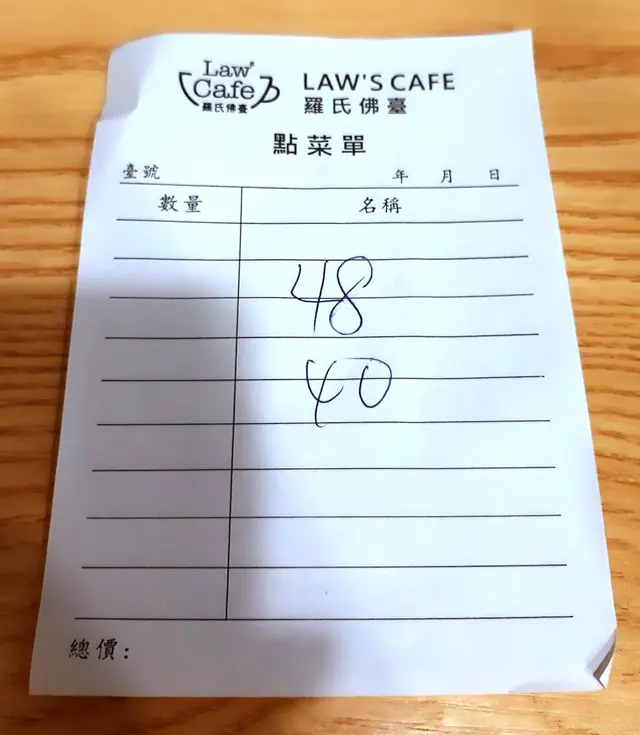 Law's
Cafe
羅氏佛臺
LAW'S CAFE
羅氏佛臺
點菜單
臺號 年 月 日
數量 名稱
48
40
總價: